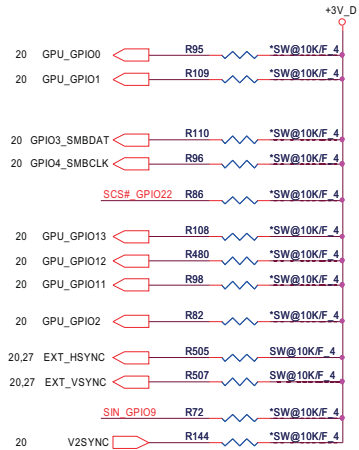 +3V_D
20 GPU_GPIO0 R95 *SW@10K/F_4
20 GPU_GPIO1 R109 *SW@10K/F_4
20 GPIO3_SMBDAT R110 *SW@10K/F_4
20 GPIO4_SMBCLK R96 *SW@10K/F_4
SCS#_GPIO22 R86 *SW@10K/F_4
20 GPU_GPIO13 R108 *SW@10K/F_4
20 GPU_GPIO12 R480 *SW@10K/F_4
20 GPU_GPIO11 R98 *SW@10K/F_4
20 GPU_GPIO2 R82 *SW@10K/F_4
20,27 EXT_HSYNC R505 SW@10K/F_4
20,27 EXT_VSYNC R507 SW@10K/F_4
SIN_GPIO9 R72 *SW@10K/F_4
20 V2SYNC R144 *SW@10K/F_4